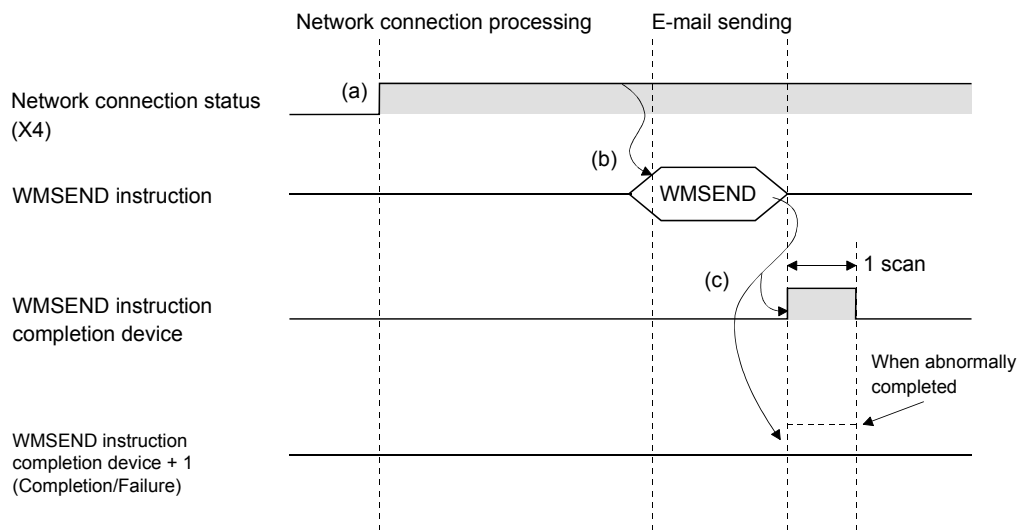 Network connection processing
E-mail sending
(a)
Network connection status
(X4)
(b)
WMSEND instruction
WMSEND
1 scan
(c)
WMSEND instruction
completion device
When abnormally
completed
WMSEND instruction
completion device + 1
(Completion/Failure)